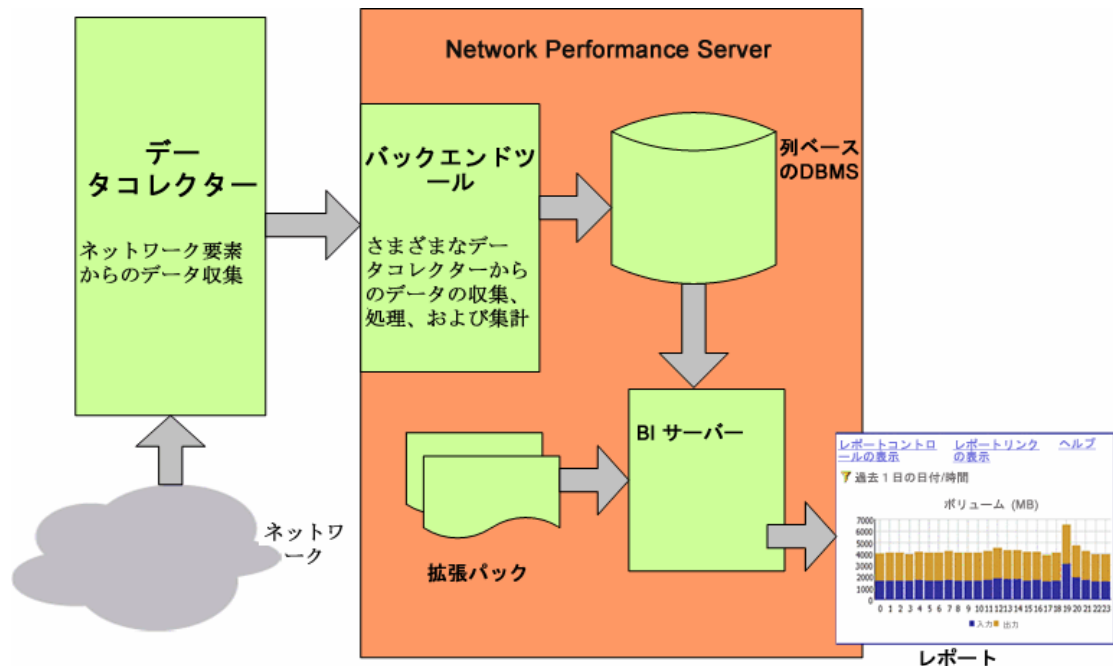 Network Performance Server
デー
タコレクター
ネットワーク要素
からのデータ収集
バックエンドツ
ール
さまざまなデー
タコレクターから
のデータの収集、
処理、および集計
列ベース
のDBMS
BI サーバー
拡張パック
ネットワ
ーク
レポートコントロ
ールの表示
レポートリンク
の表示
ヘルプ
過去 1 日の日付/時間
ボリューム (MB)
7000
6000
5000
4000
3000
2000
1000
0
0 1 2 3 4 5 6 7 8 9 10 11 12 13 14 15 16 17 18 19 20 21 22 23
入力 出力
レポート